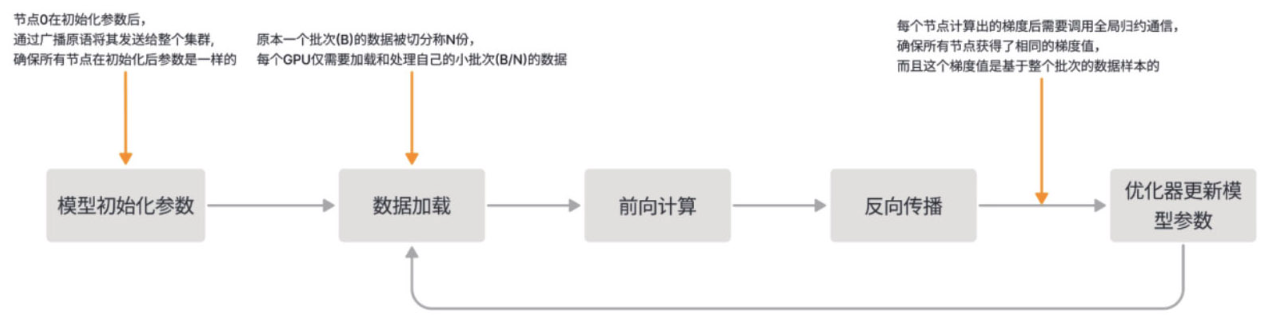 节点0在初始化参数后，
通过广播原语将其发送给整个集群,
确保所有节点在初始化后参数是一样的
原本一个批次(B)的数据被切分称N份，
每个GPU仅需要加载和处理自己的小批次(B/N)的数据
每个节点计算出的梯度后需要调用全局归约通信，
确保所有节点获得了相同的梯度值，
而且这个梯度值是基于整个批次的数据样本的
模型初始化参数
数据加载
前向计算
反向传播
优化器更新模
型参数